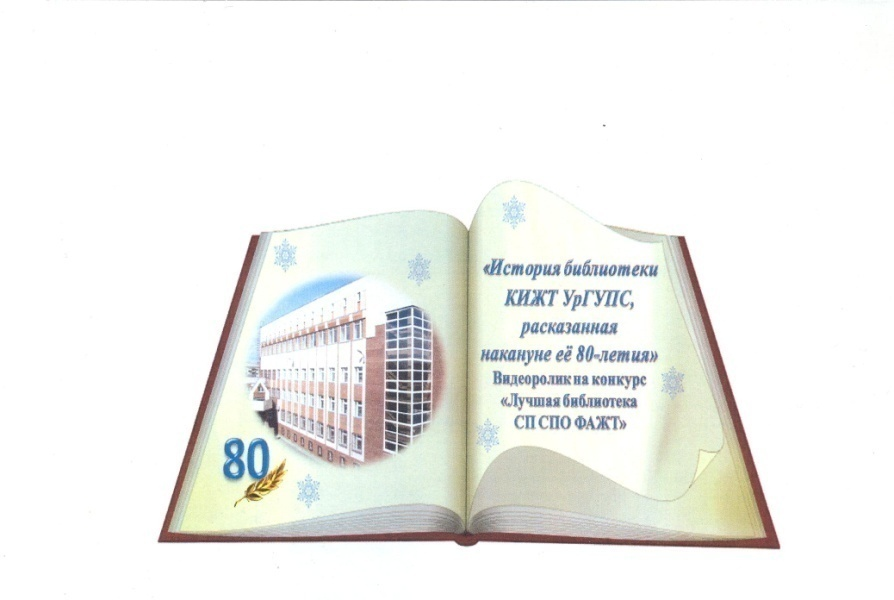 80
«История библиотеки
КИЖТ УрГУПС,
расказанная
накануне её 80-летия»
Видеоролик на конкурс
«Лучшая библиотека
СП СПО ФАЖТ»